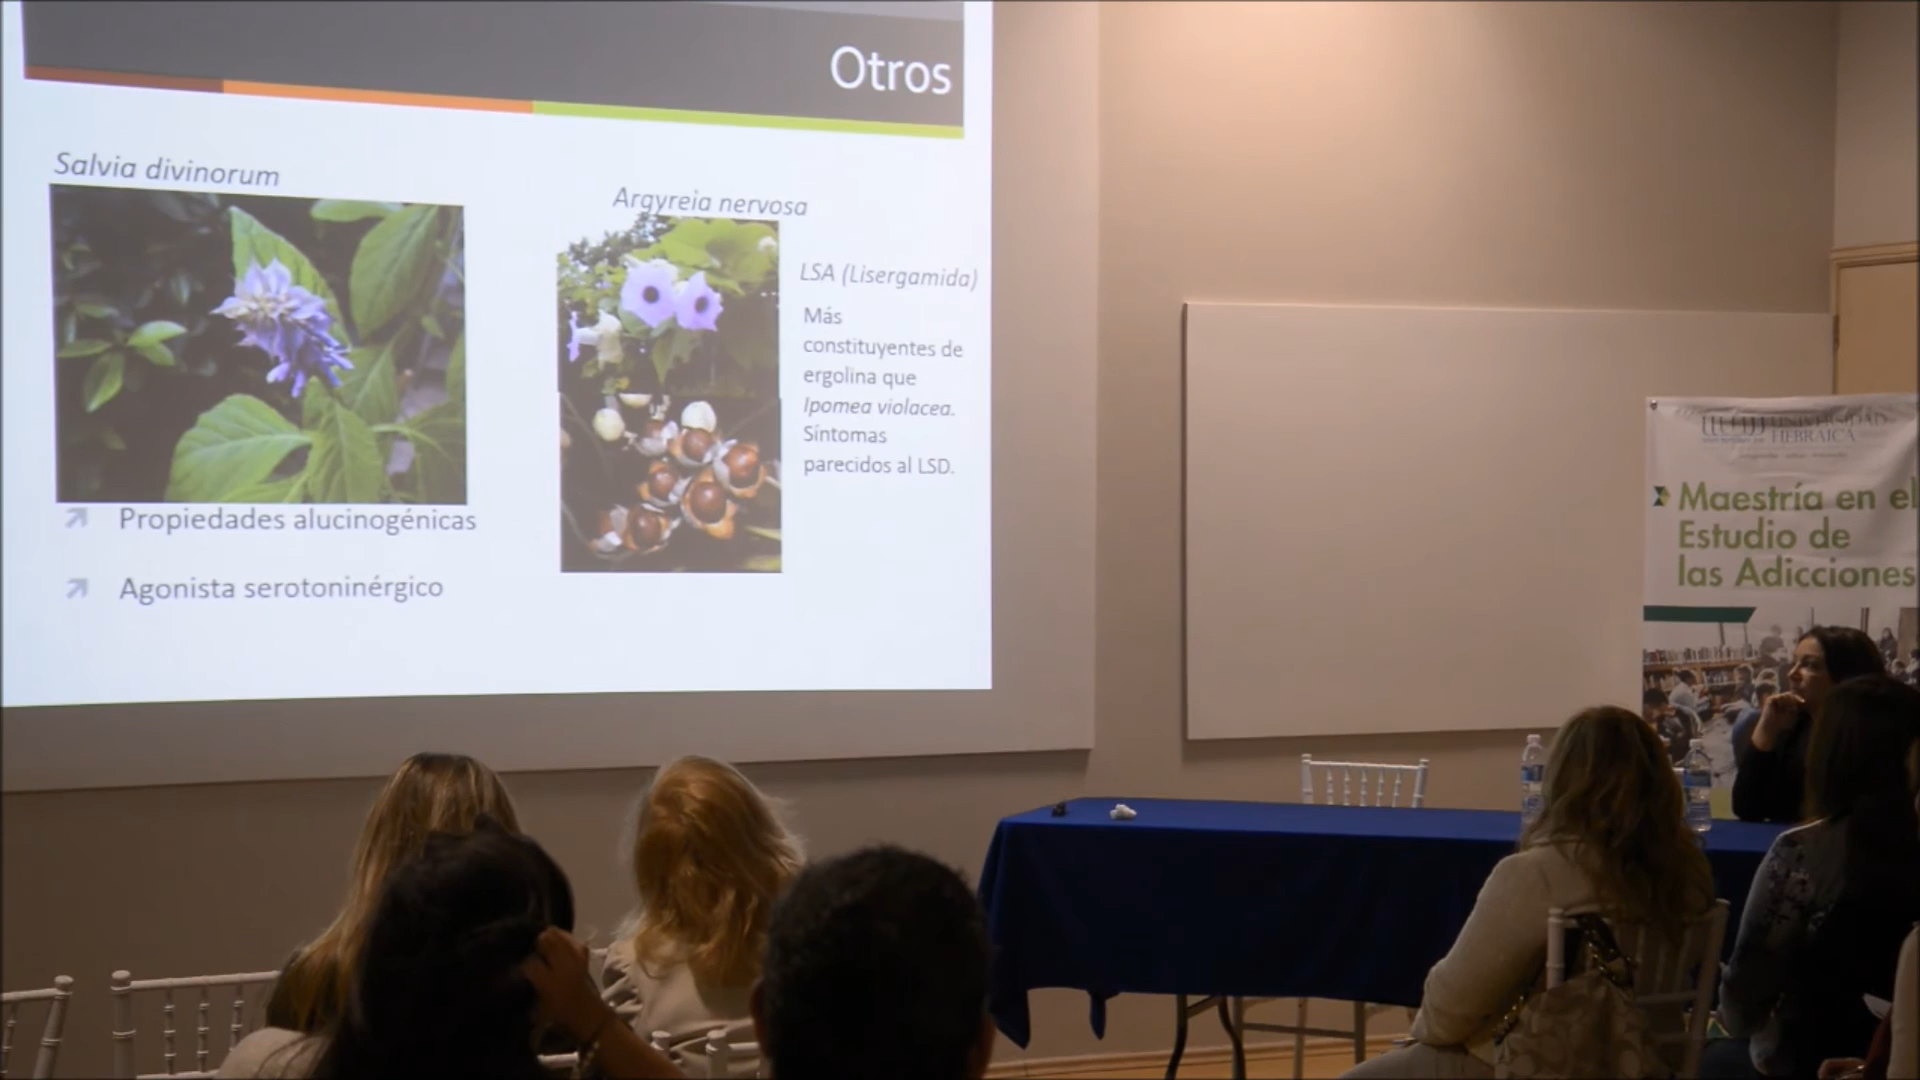 Otros
Salvia divinorum
Propiedades alucinogénicas
Agonista serotoninérgico
Argyreia nervosa
LSA (Lisergamida)
Más
constituyentes de
ergolina que
Ipomea violacea.
Síntomas
parecidos al LSD.
UNIVERSIDAD
HEBRAICA
Maestría en el
Estudio de
las Adicciones